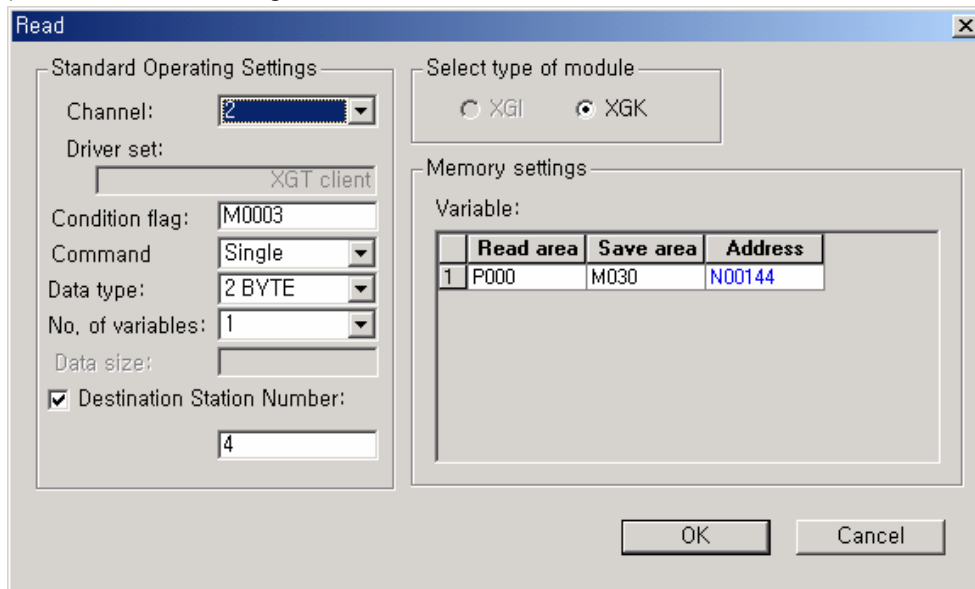 Read
Standard Operating Settings
Channel: 2
Driver set:
XGT client
Condition flag: M0003
Command Single
Data type: 2 BYTE
No. of variables: 1
Data size:
Destination Station Number:
4
Select type of module
XGI XGK
Memory settings
Variable:
Read area Save area Address
1 P000 M030 N00144
OK Cancel